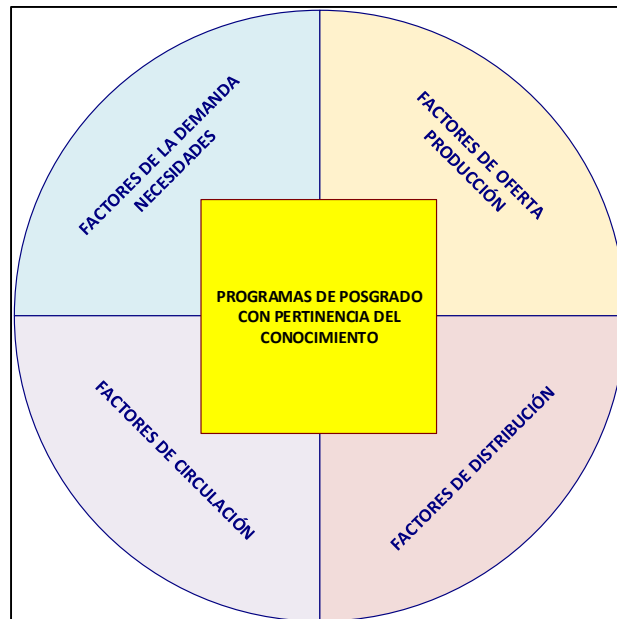 FACTORES DE LA DEMANDA
NECESIDADES
FACTORES DE OFERTA
PRODUCCIÓN
PROGRAMAS DE POSGRADO
CON PERTINENCIA DEL
CONOCIMIENTO
FACTORES DE CIRCULACIÓN
FACTORES DE DISTRIBUCIÓN